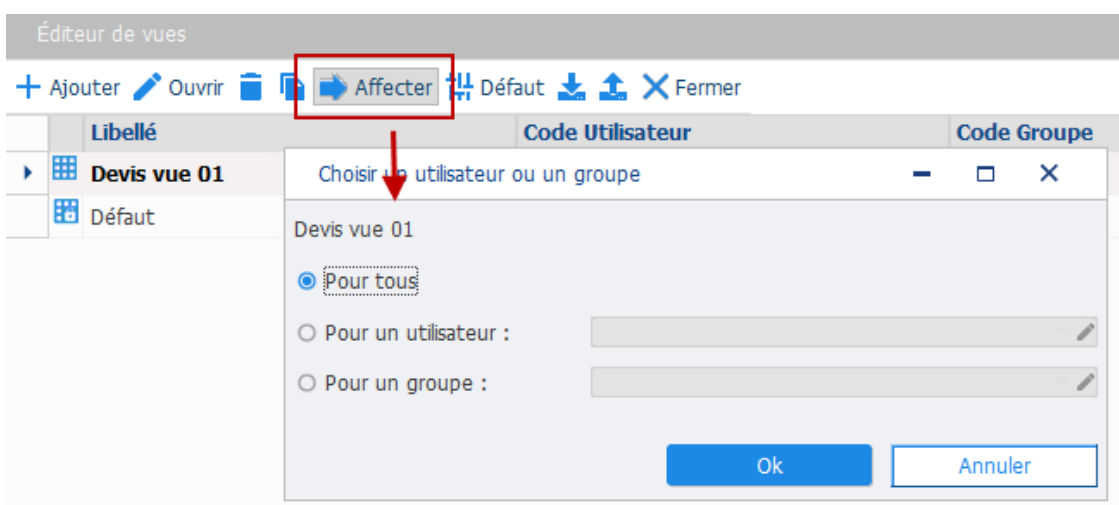 Éditeur de vues
Ajouter Ouvrir Affecter Défaut Fermer
Libellé Code Utilisateur Code Groupe
Devis vue 01
Défaut
Choisir un utilisateur ou un groupe
Devis vue 01
Pour tous
Pour un utilisateur :
Pour un groupe :
Ok Annuler